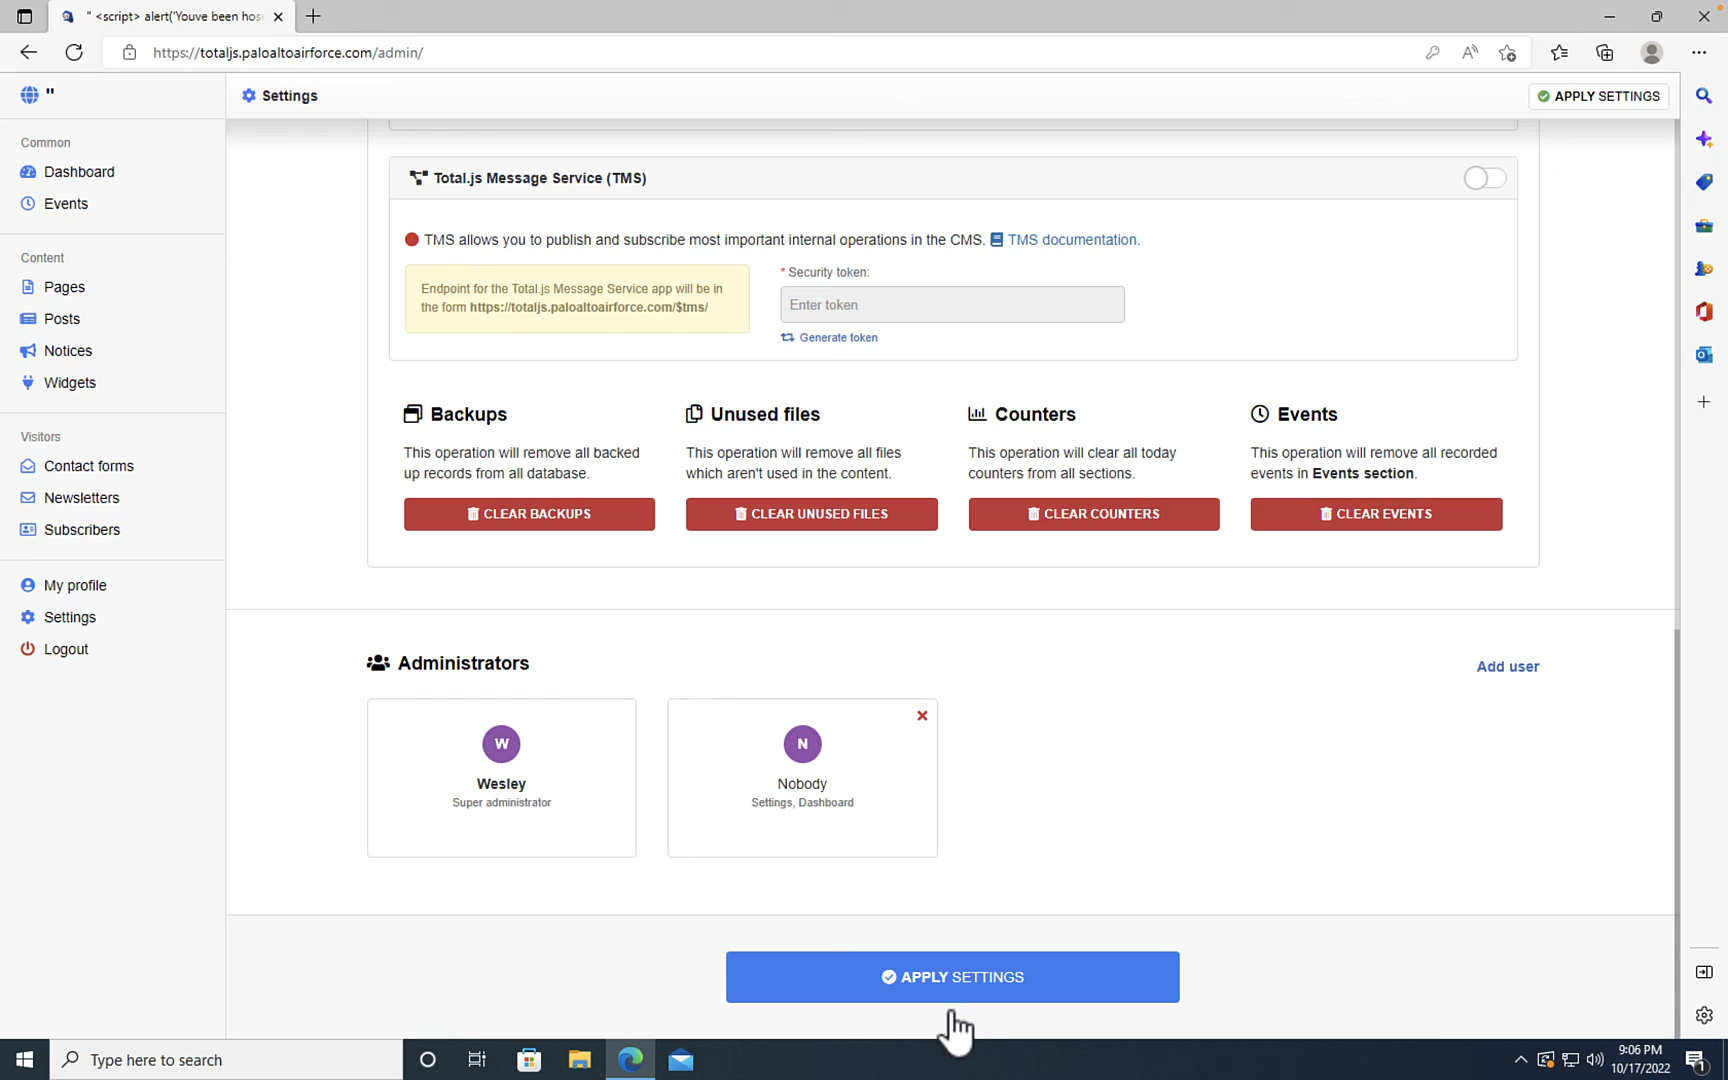 " <script> alert('Youve been hos
https://totaljs.paloaltoairforce.com/admin/
"
Settings
APPLY SETTINGS
Common
Dashboard
Events
Content
Pages
Posts
Notices
Widgets
Visitors
Contact forms
Newsletters
Subscribers
My profile
Settings
Logout
Total.js Message Service (TMS)
TMS allows you to publish and subscribe most important internal operations in the CMS. TMS documentation.
Endpoint for the Total.js Message Service app will be in
the form https://totaljs.paloaltoairforce.com/$tms/
* Security token:
Enter token
Generate token
Backups
This operation will remove all backed
up records from all database.
CLEAR BACKUPS
Unused files
This operation will remove all files
which aren't used in the content.
CLEAR UNUSED FILES
Counters
This operation will clear all today
counters from all sections.
CLEAR COUNTERS
Events
This operation will remove all recorded
events in Events section.
CLEAR EVENTS
Administrators
Add user
W
Wesley
Super administrator
N
Nobody
Settings, Dashboard
APPLY SETTINGS
Type here to search
9:06 PM
10/17/2022
1